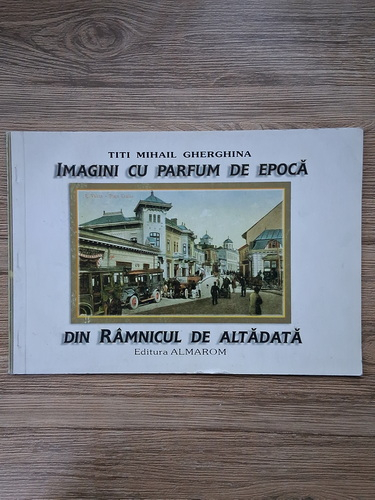 TITI MIHAIL GHERGHINA
IMAGINI CU PARFUM DE EPOCĂ
DIN RÂMNICUL DE ALTĂDATĂ
Editura ALMAROM